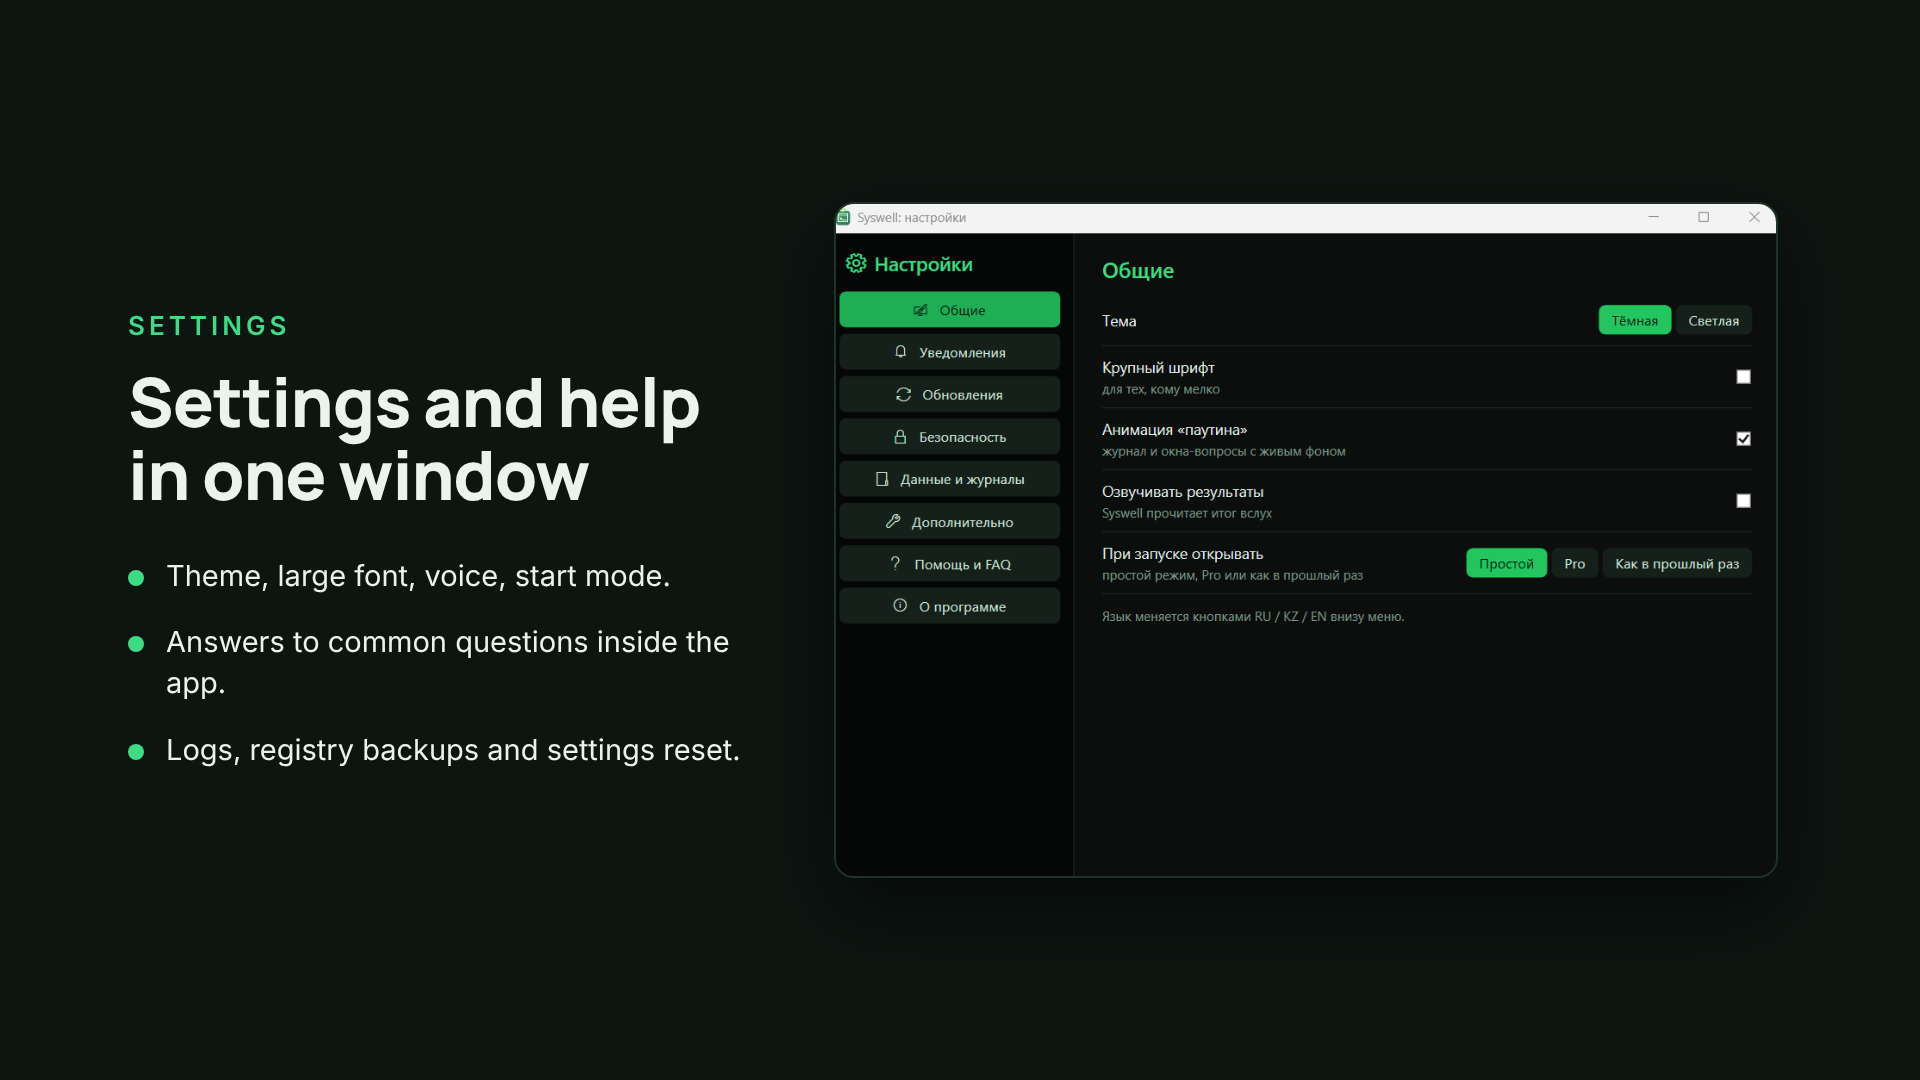 SETTINGS
Settings and help
in one window
Theme, large font, voice, start mode.
Answers to common questions inside the
app.
Logs, registry backups and settings reset.
Syswell: настройки
Настройки
Общие
Уведомления
Обновления
Безопасность
Данные и журналы
Дополнительно
Помощь и FAQ
О программе
Общие
Тема
Тёмная
Светлая
Крупный шрифт
для тех, кому мелко
Анимация «паутина»
журнал и окна-вопросы с живым фоном
Озвучивать результаты
Syswell прочитает итог вслух
При запуске открывать
простой режим, Pro или как в прошлый раз
Простой
Pro
Как в прошлый раз
Язык меняется кнопками RU / KZ / EN внизу меню.